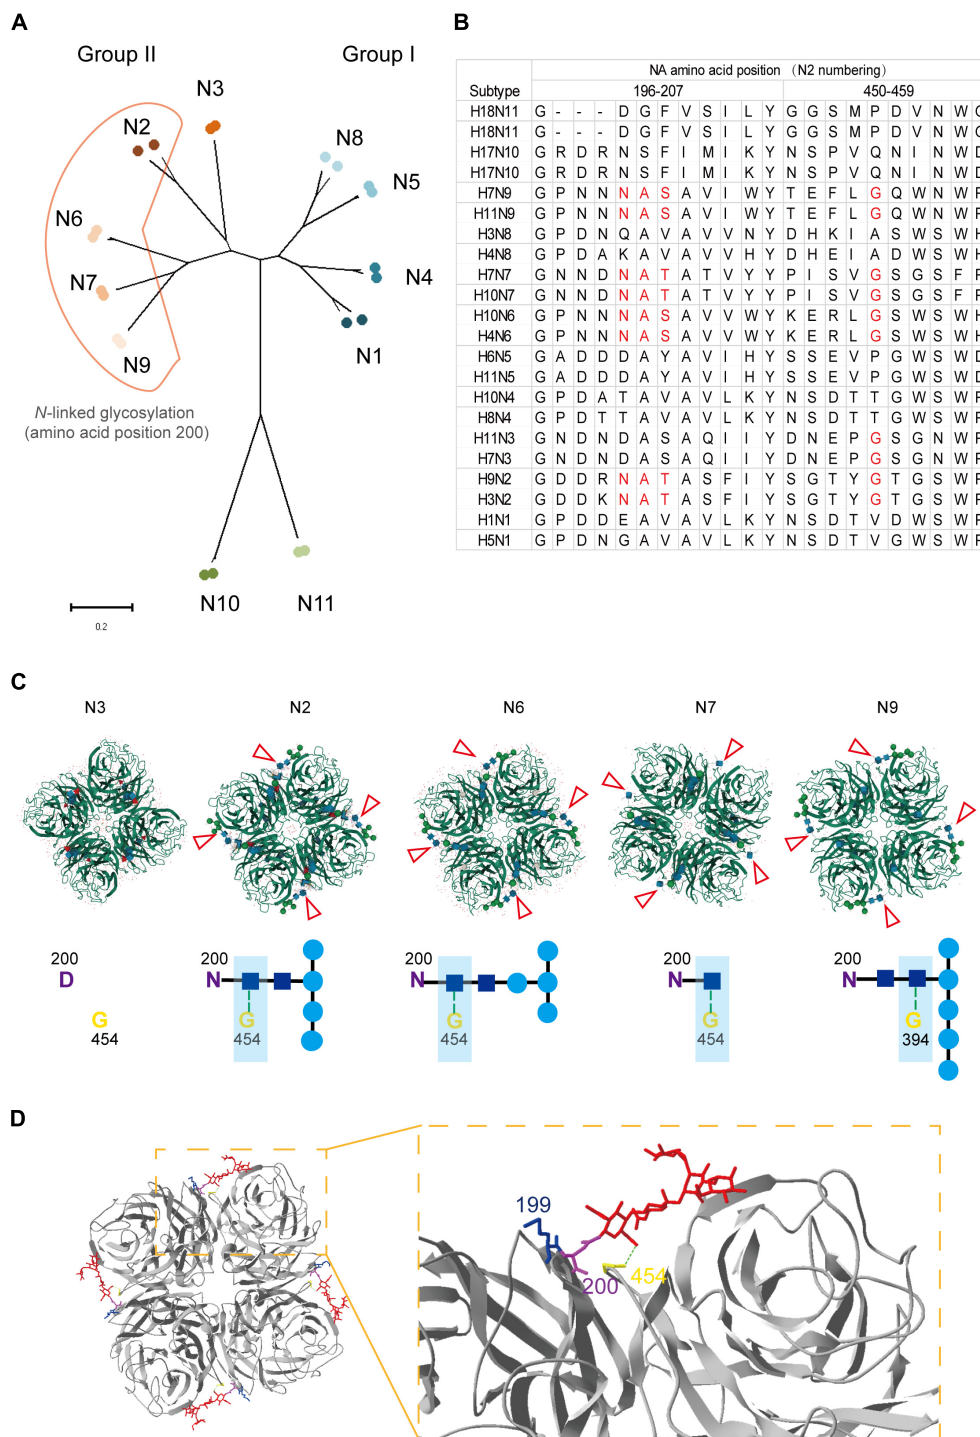 A
Group II
Group I
N3
N2
N8
N5
N6
N4
N7
N1
N9
N-linked glycosylation
(amino acid position 200)
N10
N11
0.2
B
NA amino acid position （N2 numbering）
Subtype 196-207 450-459
H18N11 G - - - D G F V S I L Y G G S M P D V N W
H18N11 G - - - D G F V S I L Y G G S M P D V N W
H17N10 G R D R N S F I M I K Y N S P V Q N I N W
H17N10 G R D R N S F I M I K Y N S P V Q N I N W
H7N9 G P N N N A S A V I W Y T E F L G Q W N W
H11N9 G P N N N A S A V I W Y T E F L G Q W N W
H3N8 G P D N Q A V A V V N Y D H K I A S W S W
H4N8 G P D A K A V A V V H Y D H E I A D W S W
H7N7 G N N D N A T A T V Y Y P I S V G S G S F
H10N7 G N N D N A T A T V Y Y P I S V G S G S F
H10N6 G P N N N A S A V V W Y K E R L G S W S W
H4N6 G P N N N A S A V V W Y K E R L G S W S W
H6N5 G A D D D A Y A V I H Y S S E V P G W S W
H11N5 G A D D D A Y A V I H Y S S E V P G W S W
H10N4 G P D A T A V A V L K Y N S D T T G W S W
H8N4 G P D T T A V A V L K Y N S D T T G W S W
H11N3 G N D N D A S A Q I I Y D N E P G S G N W
H7N3 G N D N D A S A Q I I Y D N E P G S G N W
H9N2 G D D R N A T A S F I Y S G T Y G T G S W
H3N2 G D D K N A T A S F I Y S G T Y G T G S W
H1N1 G P D D E A V A V L K Y N S D T V D W S W
H5N1 G P D N G A V A V L K Y N S D T V G W S W
C
N3 N2 N6 N7 N9
200 200 200 200 200
D N N N N
G G G G G
454 454 454 454 394
D
199
200
454